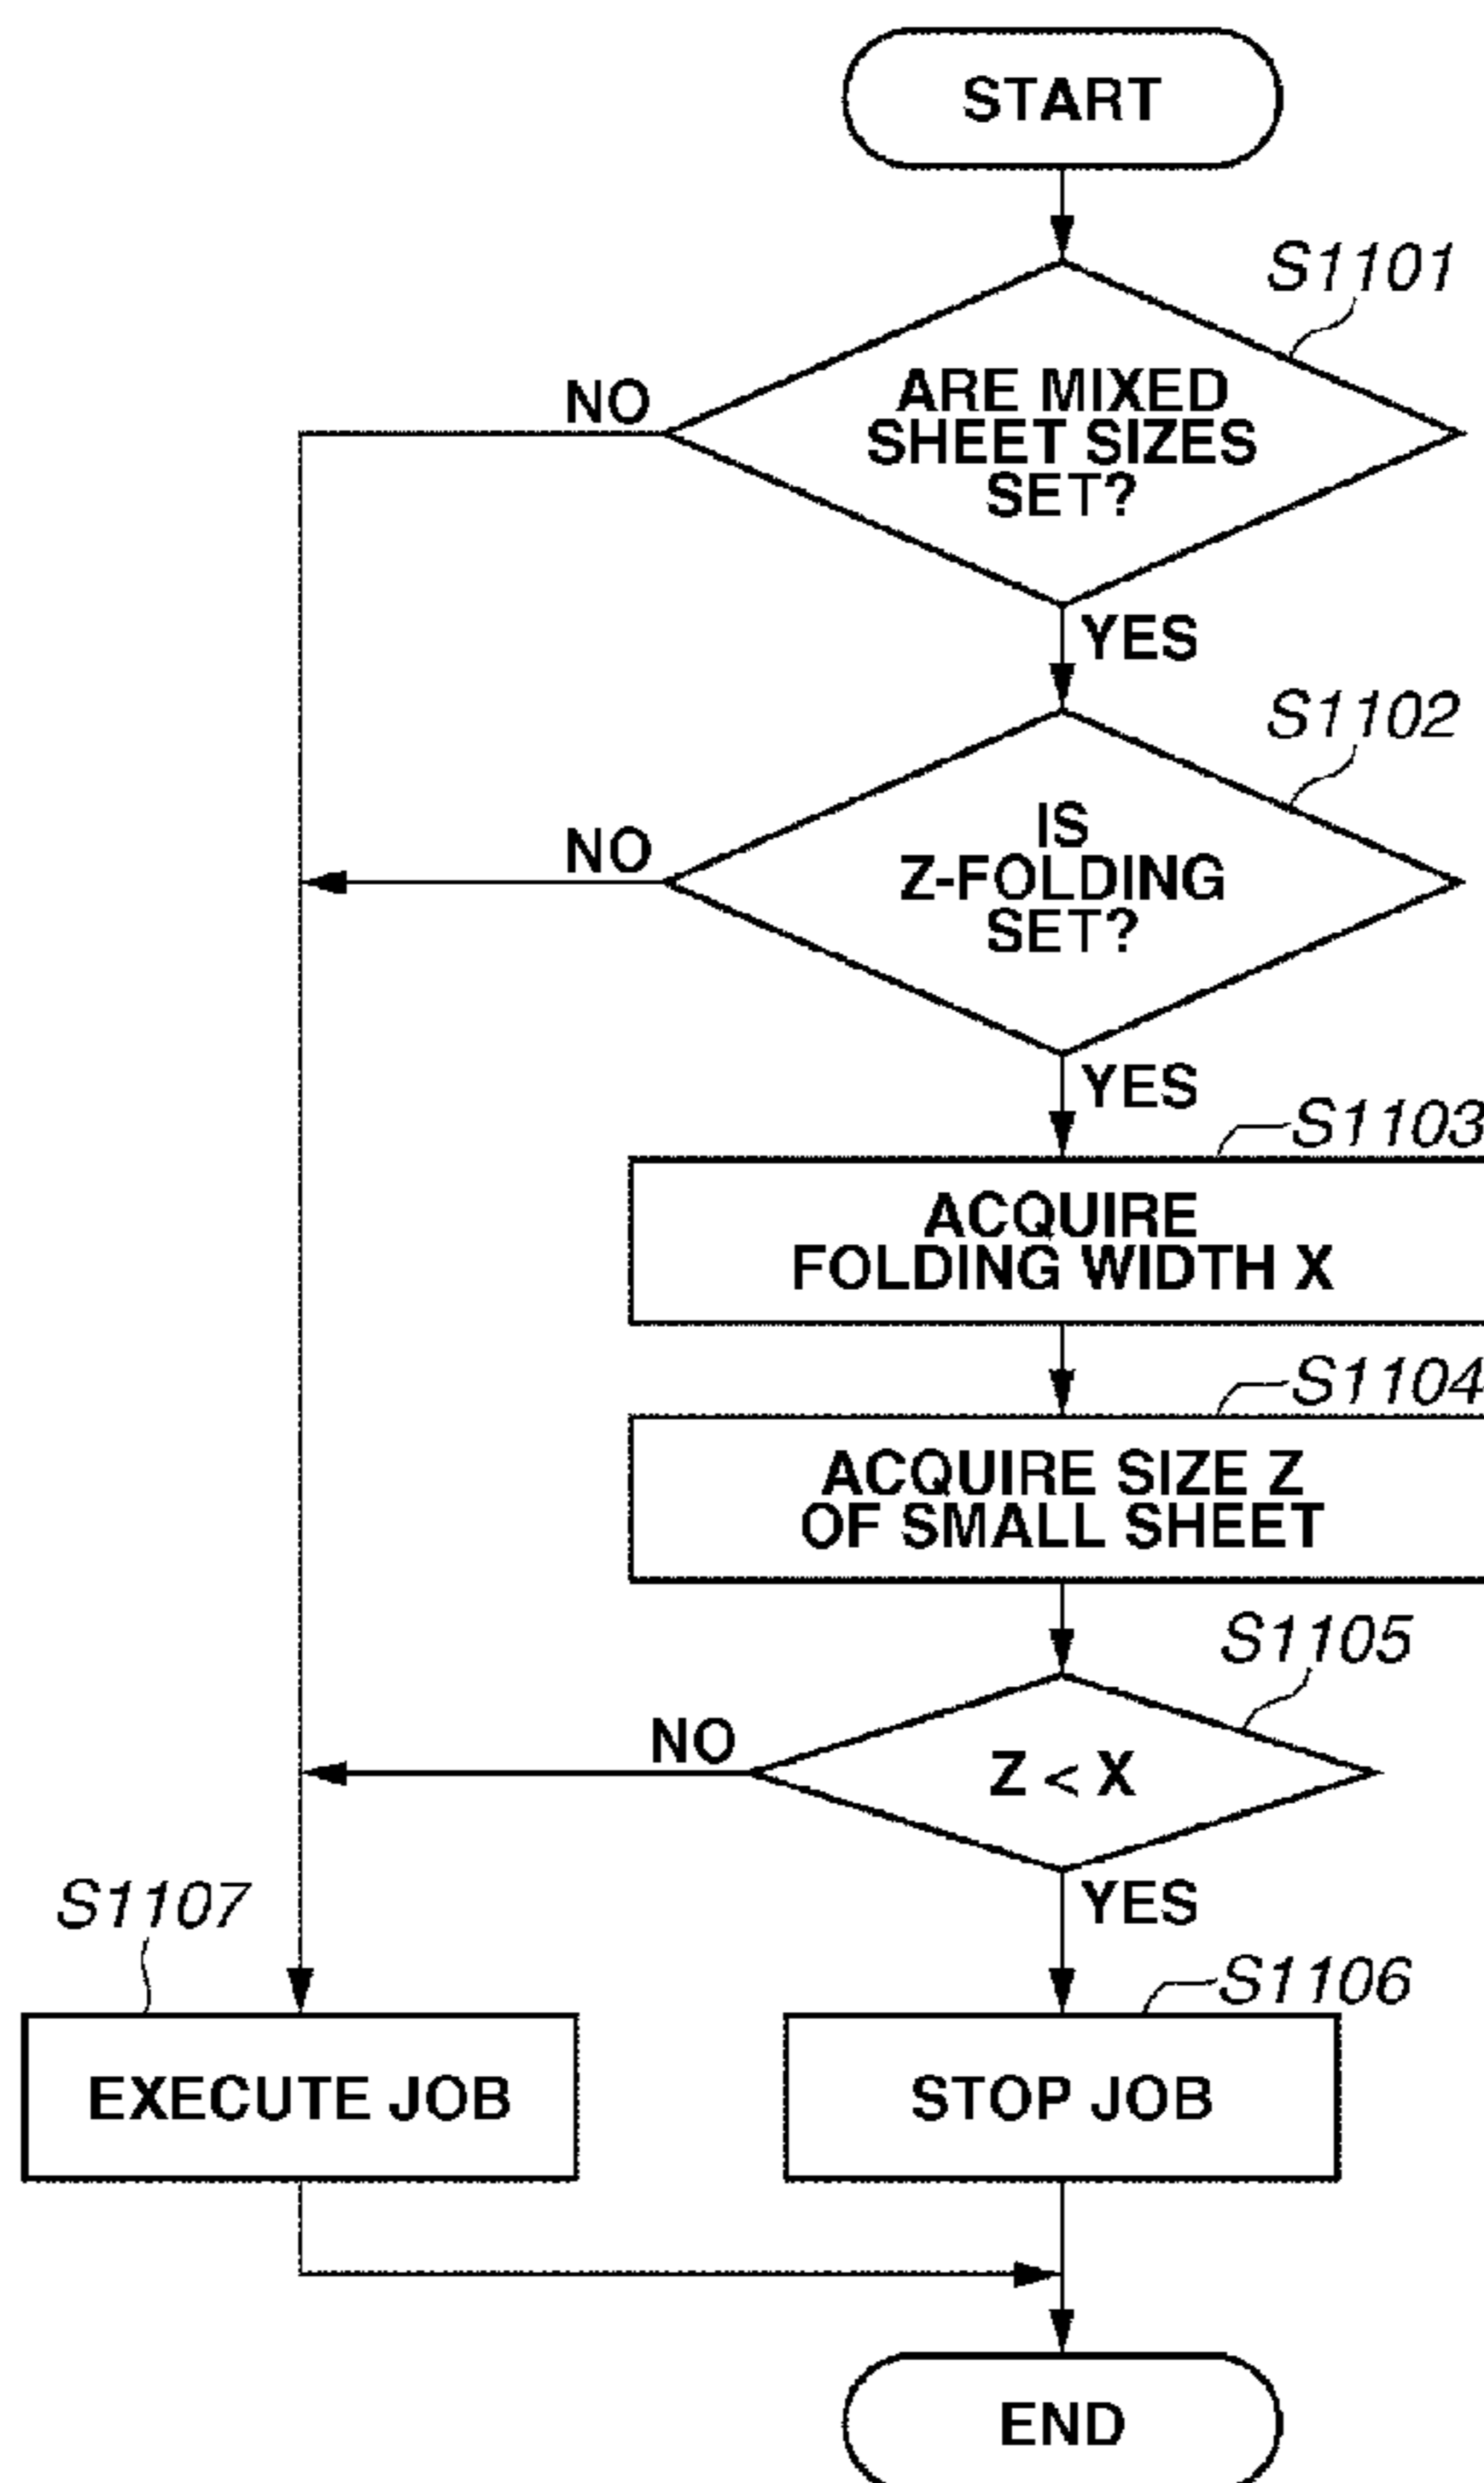 START
S1101
ARE MIXED
SHEET SIZES
SET?
NO
YES
S1102
IS
Z-FOLDING
SET?
NO
YES
S1103
ACQUIRE
FOLDING WIDTH X
S1104
ACQUIRE SIZE Z
OF SMALL SHEET
S1105
Z < X
NO
YES
S1107
S1106
EXECUTE JOB
STOP JOB
END